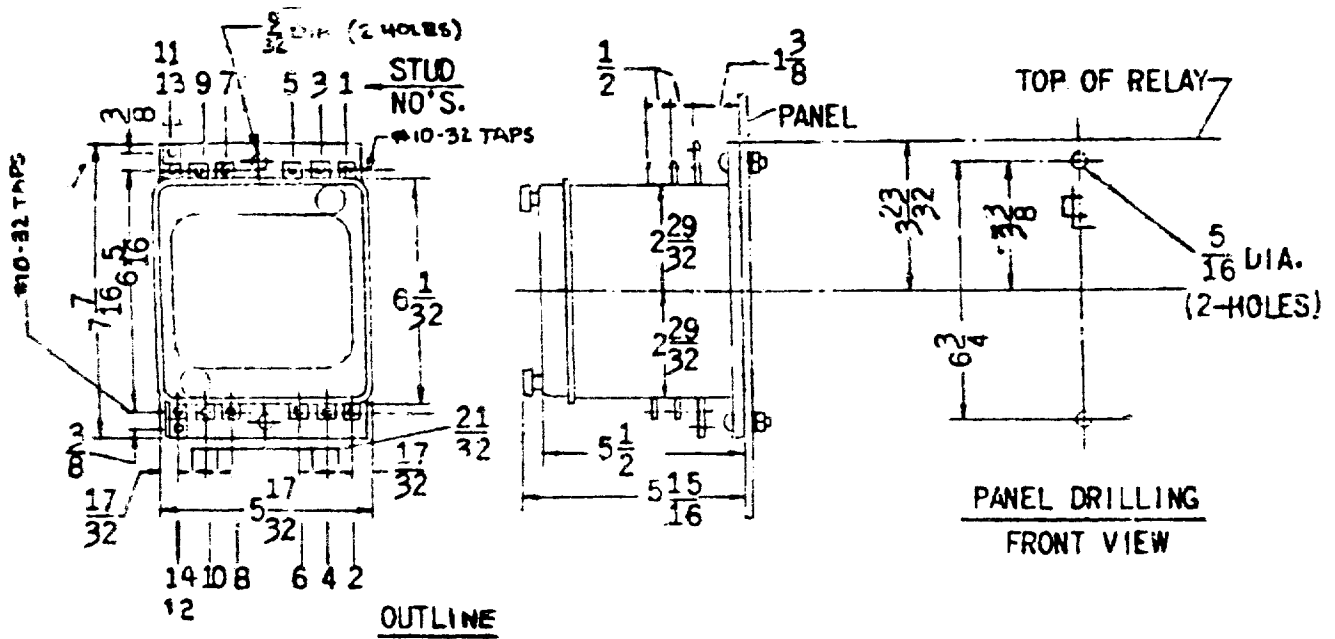 DIA (2 HOLES)
11
13 9 7 5 3 1
STUD
NO'S.
#10-32 TAPS
3/8
#10-32 TAPS
7 7/16
6 5/16
6 1/32
21/32
17/32
17/32
5 17/32
14 10 8 6 4 2
12
OUTLINE
1/2
1 3/8
PANEL
2 29/32
2 29/32
5 1/2
5 15/16
TOP OF RELAY
3 23/32
3 3/8
6 3/4
5/16 DIA.
(2-HOLES)
PANEL DRILLING
FRONT VIEW